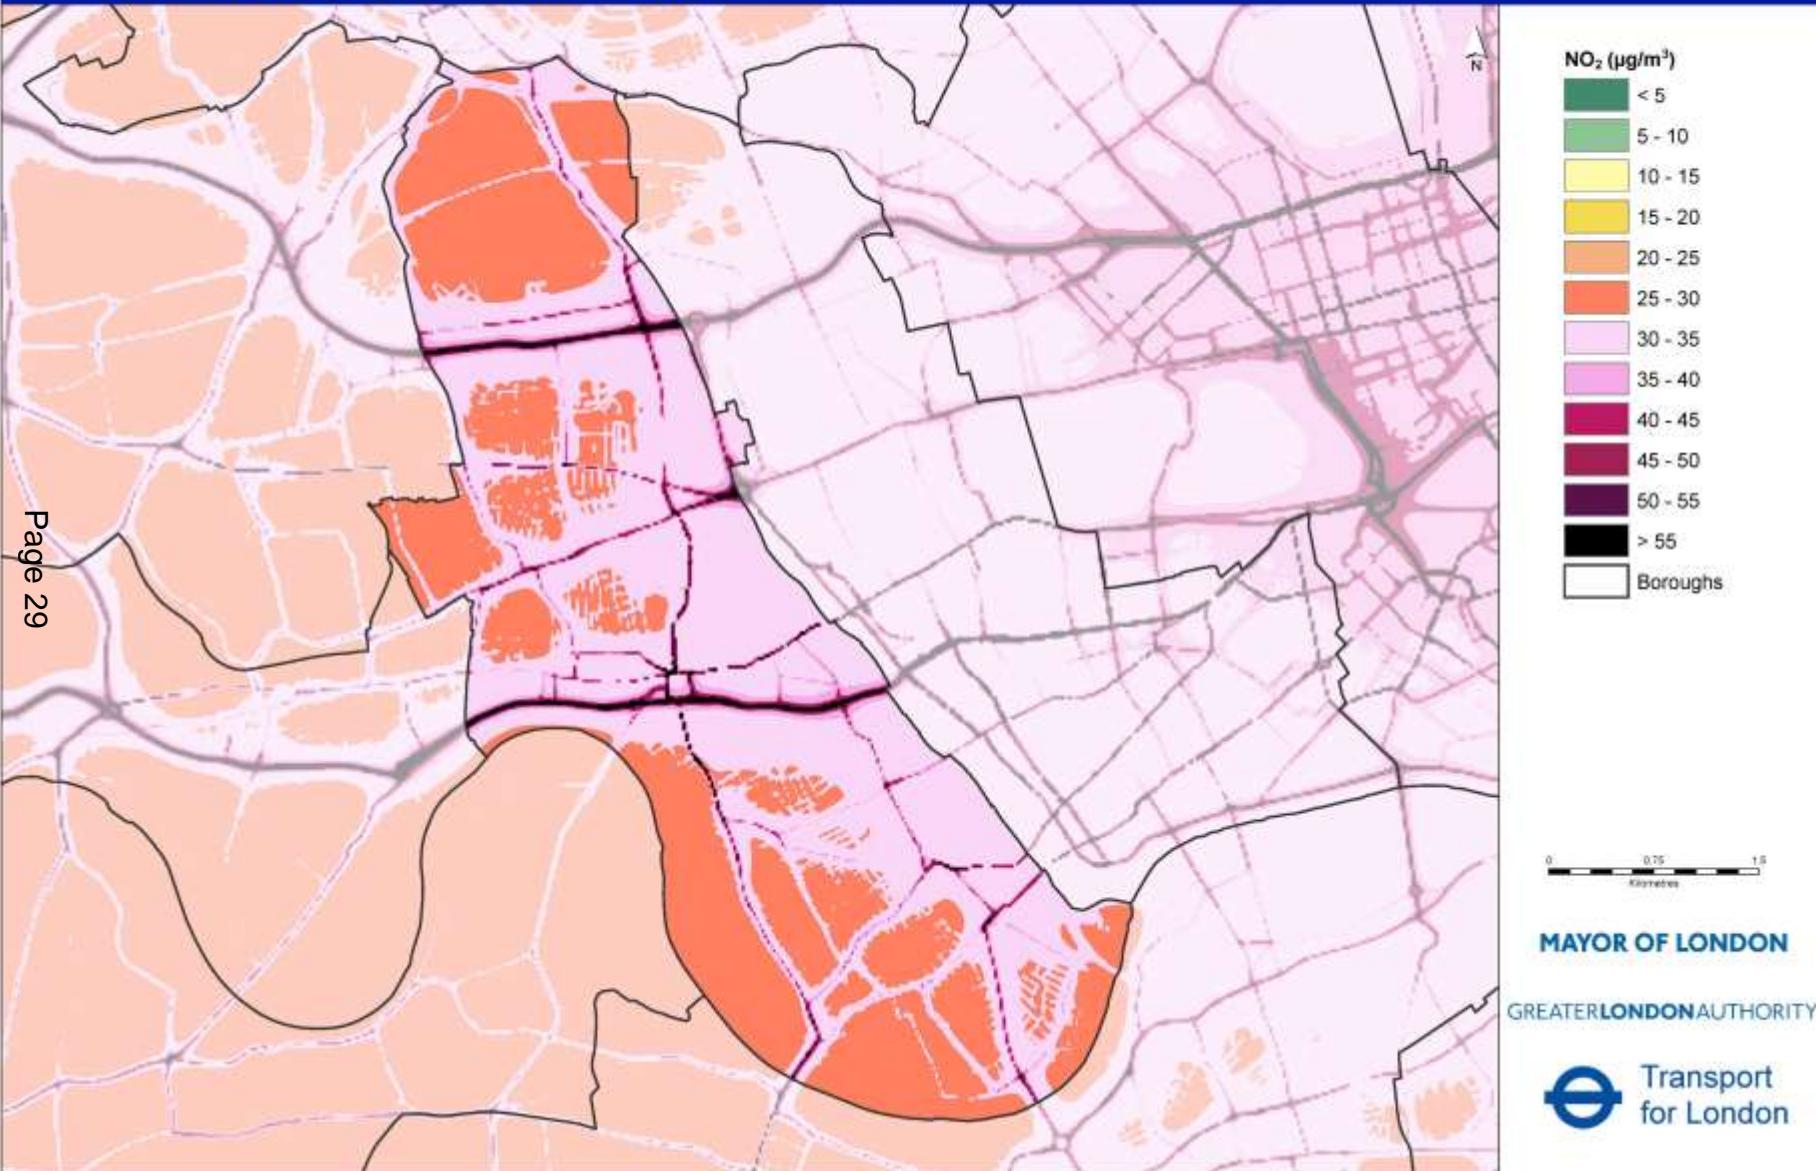 Page 29
N
NO₂ (µg/m³)
< 5
5 - 10
10 - 15
15 - 20
20 - 25
25 - 30
30 - 35
35 - 40
40 - 45
45 - 50
50 - 55
> 55
Boroughs
0 0.75 1.5
Kilometres
MAYOR OF LONDON
GREATERLONDONAUTHORITY
Transport
for London